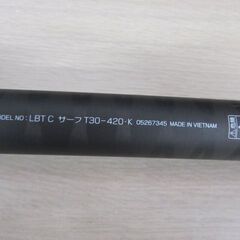 MODEL NO : LBT C サーフ T30-420・K 05267345 MADE IN VIETNAM